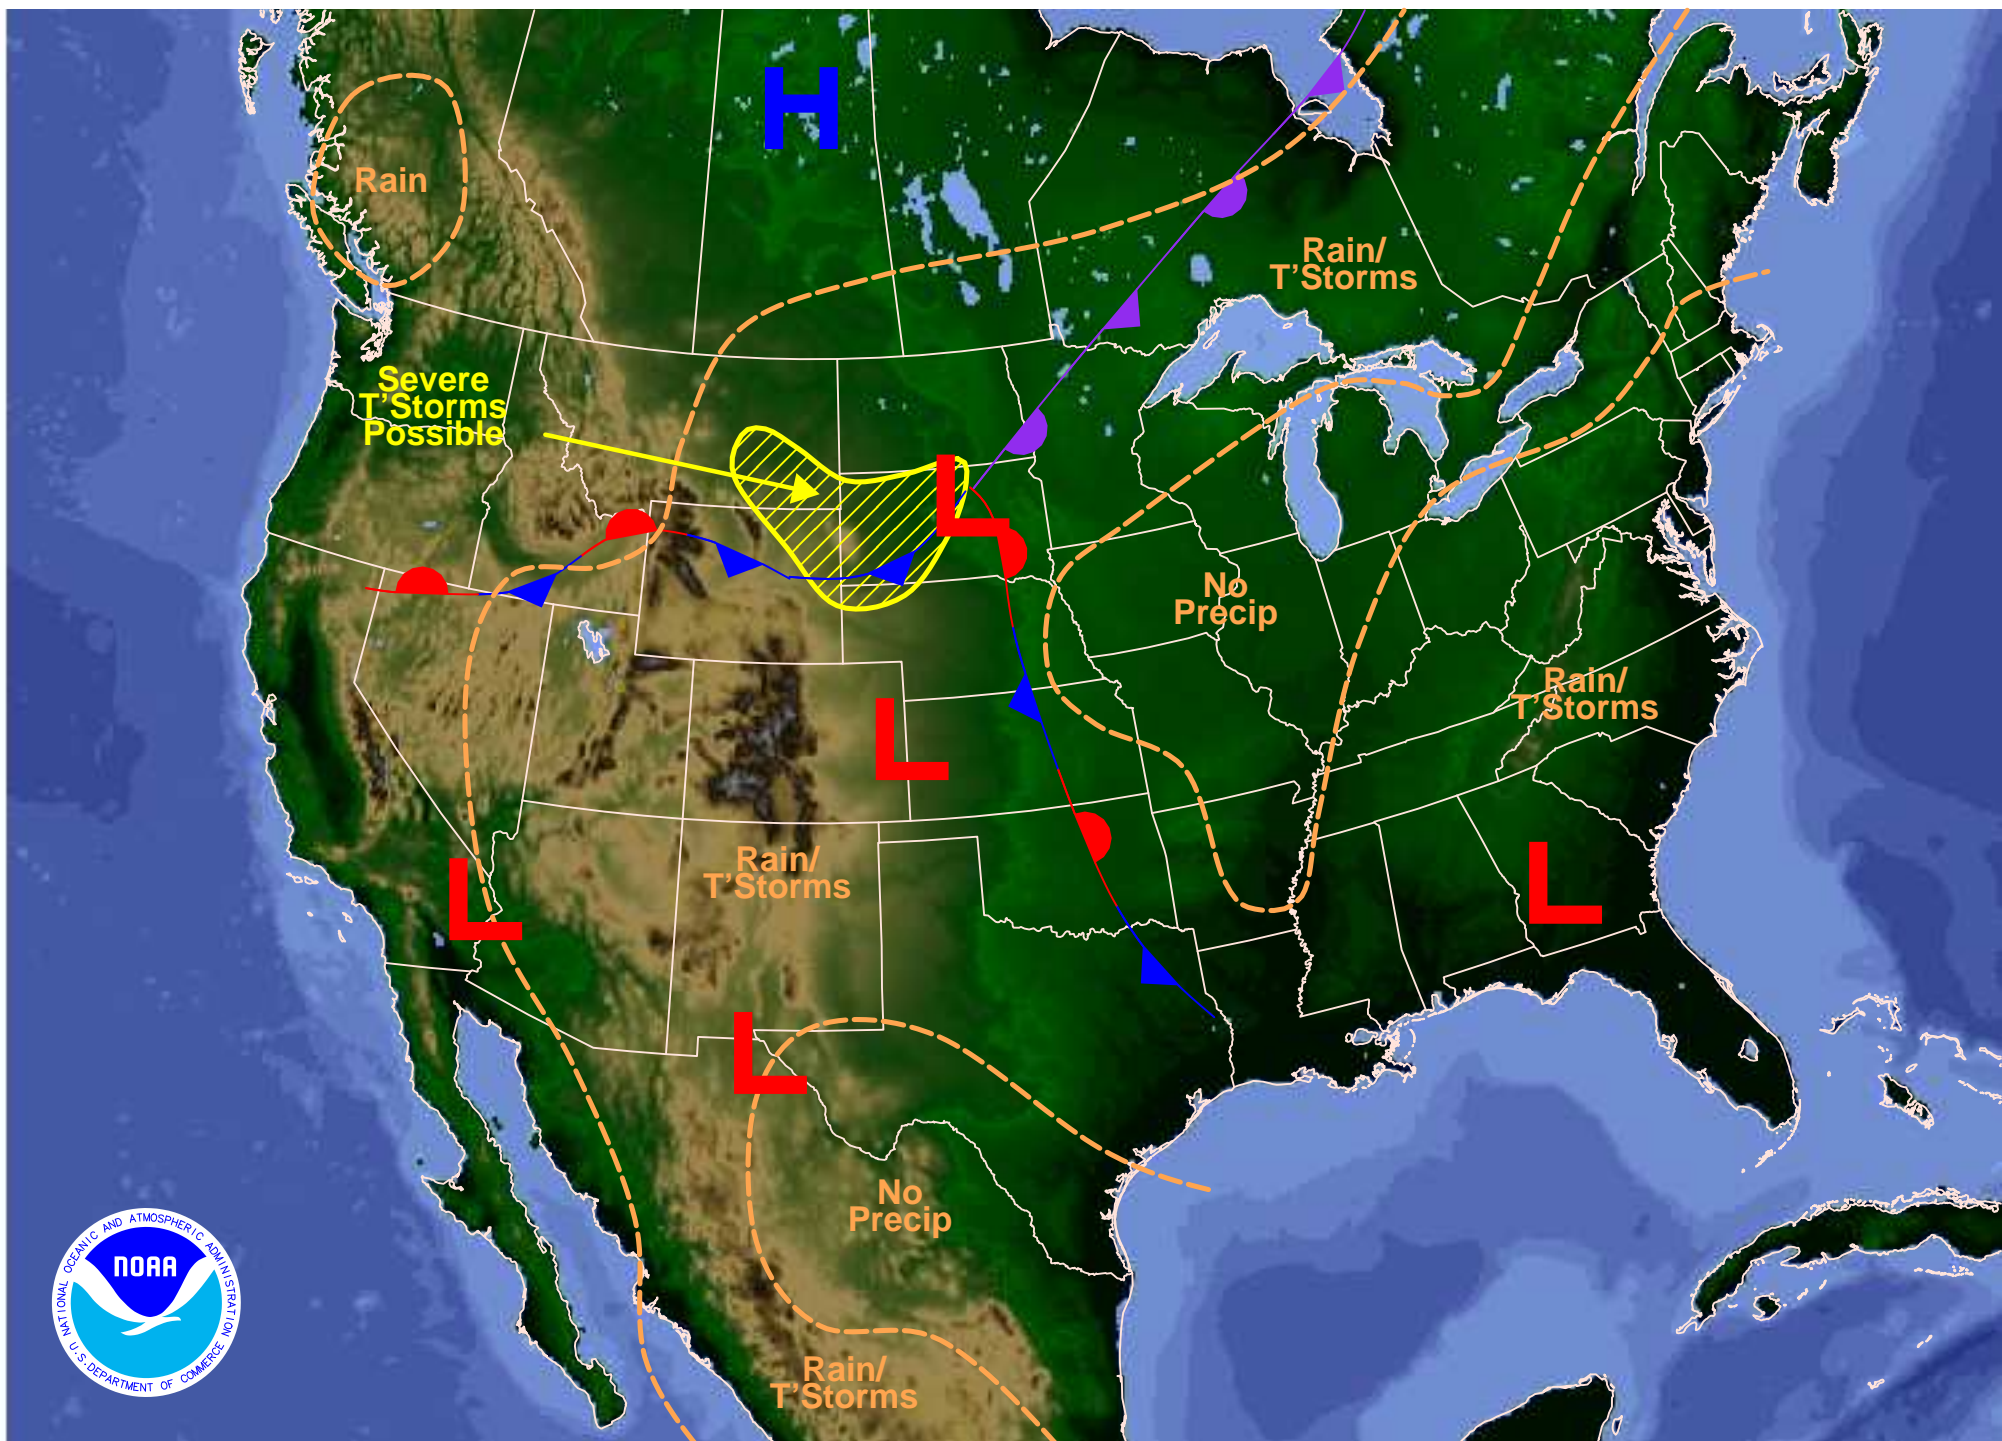 H
Rain
Rain/
T'Storms
Severe
T'Storms
Possible
L
No
Precip
Rain/
T'Storms
L
Rain/
T'Storms
L
L
L
No
Precip
Rain/
T'Storms
NATIONAL OCEANIC AND ATMOSPHERIC ADMINISTRATION
NOAA
U.S. DEPARTMENT OF COMMERCE